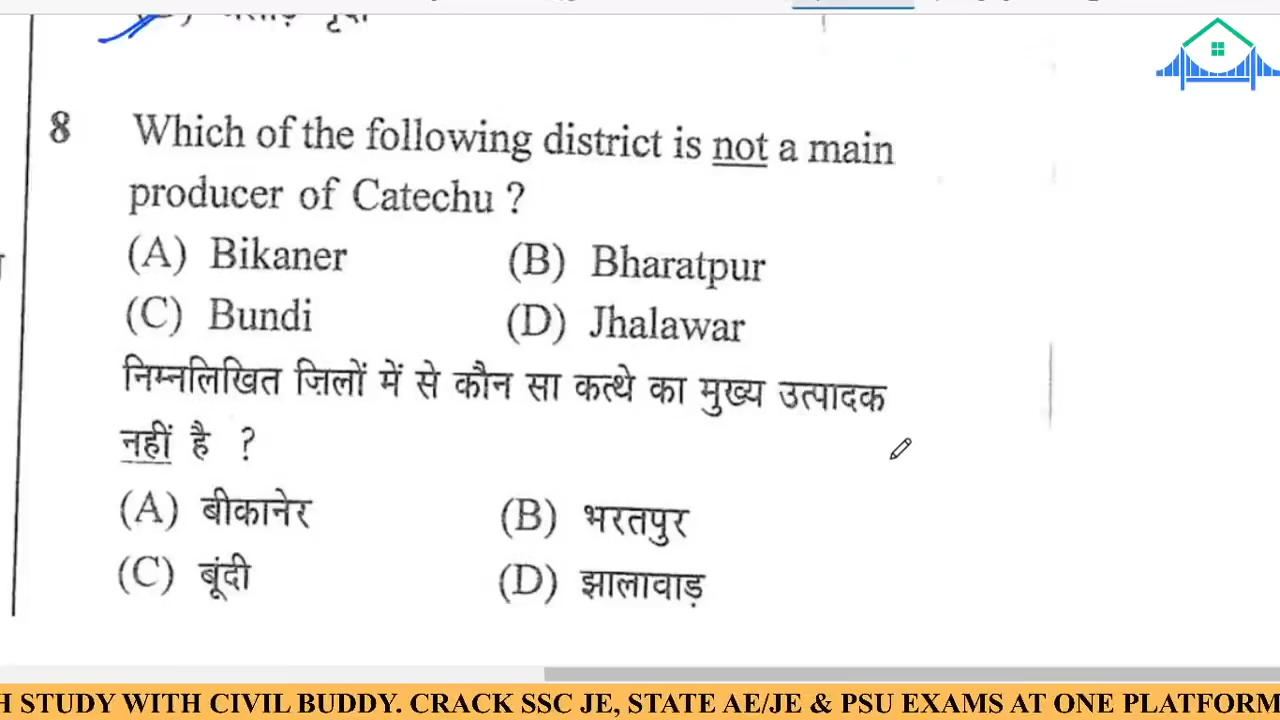 8 Which of the following district is not a main
producer of Catechu ?
(A) Bikaner (B) Bharatpur
(C) Bundi (D) Jhalawar
निम्नलिखित ज़िलों में से कौन सा कत्थे का मुख्य उत्पादक
नहीं है ?
(A) बीकानेर (B) भरतपुर
(C) बूंदी (D) झालावाड़
H STUDY WITH CIVIL BUDDY. CRACK SSC JE, STATE AE/JE & PSU EXAMS AT ONE PLATFORM